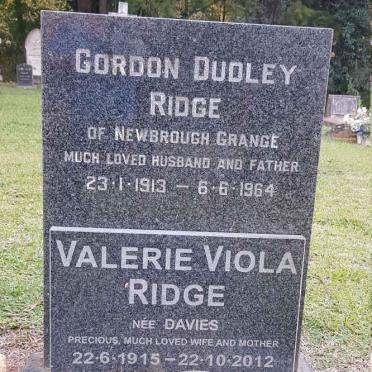 GORDON DUDLEY
RIDGE
OF NEWBROUGH GRANGE
MUCH LOVED HUSBAND AND FATHER
23·1·1913 — 6·6·1964
VALERIE VIOLA
RIDGE
NEE DAVIES
PRECIOUS, MUCH LOVED WIFE AND MOTHER
22·6·1915 – 22·10·2012